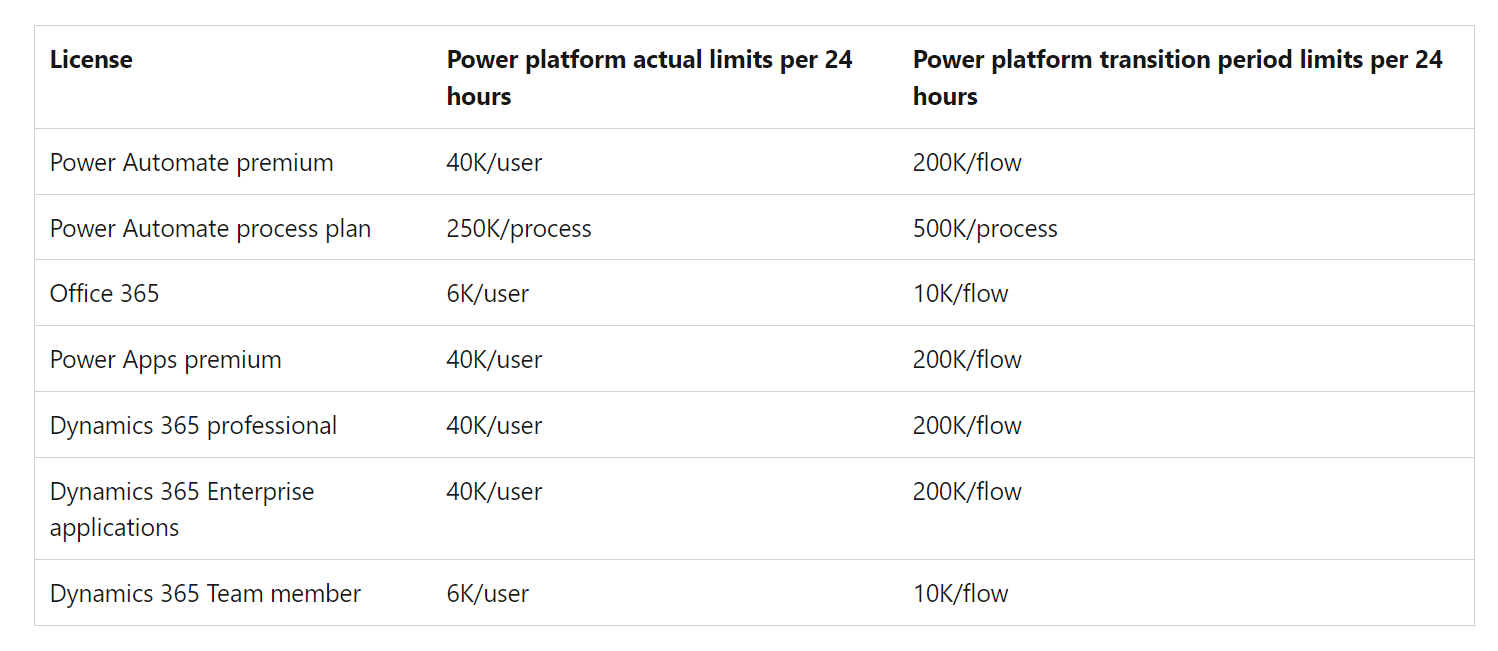 License
Power platform actual limits per 24
hours
Power platform transition period limits per 24
hours
Power Automate premium
40K/user
200K/flow
Power Automate process plan
250K/process
500K/process
Office 365
6K/user
10K/flow
Power Apps premium
40K/user
200K/flow
Dynamics 365 professional
40K/user
200K/flow
Dynamics 365 Enterprise
applications
40K/user
200K/flow
Dynamics 365 Team member
6K/user
10K/flow